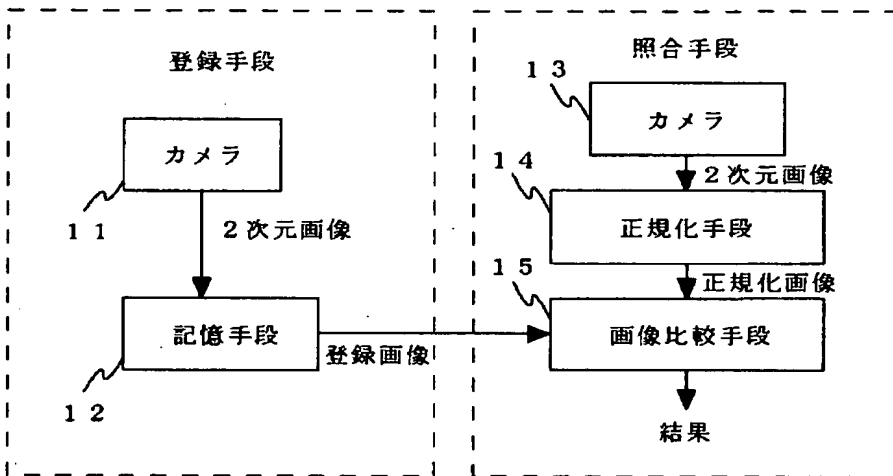 登録手段
カメラ
11
2次元画像
記憶手段
12
登録画像
照合手段
13
カメラ
2次元画像
14
正規化手段
正規化画像
15
画像比較手段
結果